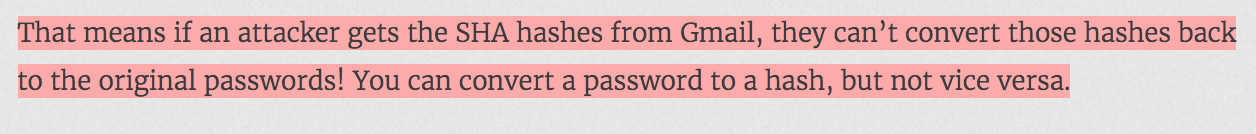 That means if an attacker gets the SHA hashes from Gmail, they can’t convert those hashes back
to the original passwords! You can convert a password to a hash, but not vice versa.